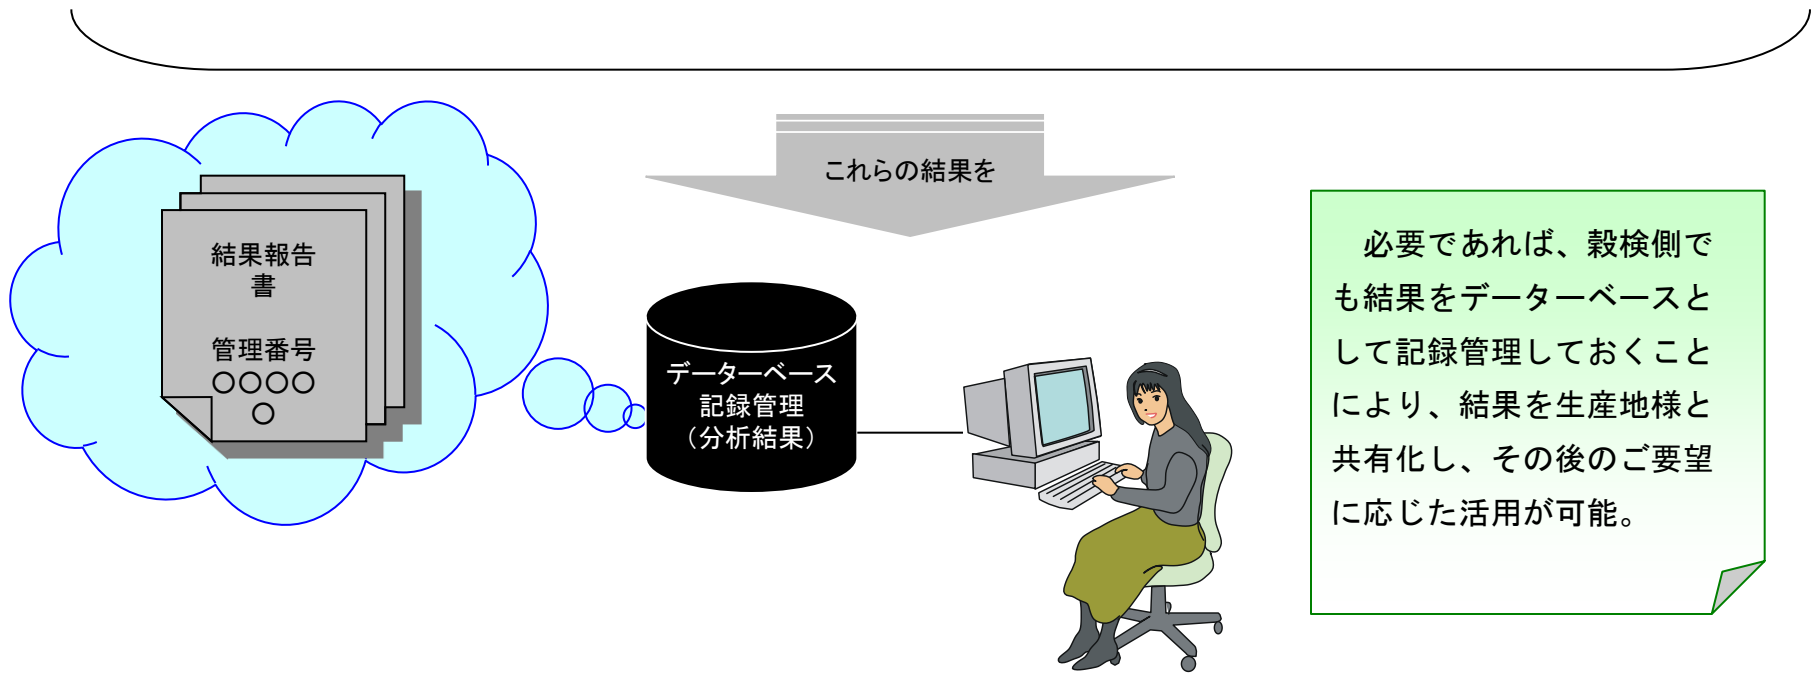 これらの結果を
結果報告
書
管理番号
〇〇〇〇
〇
データーベース
記録管理
（分析結果）
必要であれば、穀検側で
も結果をデーターベースと
して記録管理しておくこと
により、結果を生産地様と
共有化し、その後のご要望
に応じた活用が可能。